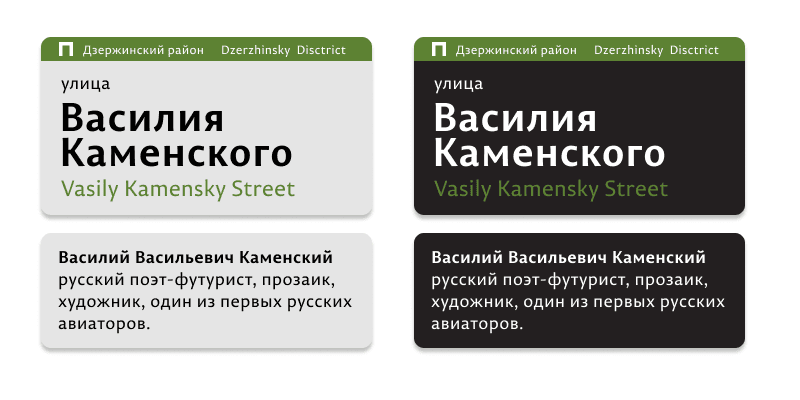 Дзержинский район Dzerzhinsky Disctrict
улица
Василия
Каменского
Vasily Kamensky Street
Василий Васильевич Каменский
русский поэт-футурист, прозаик,
художник, один из первых русских
авиаторов.
Дзержинский район Dzerzhinsky Disctrict
улица
Василия
Каменского
Vasily Kamensky Street
Василий Васильевич Каменский
русский поэт-футурист, прозаик,
художник, один из первых русских
авиаторов.